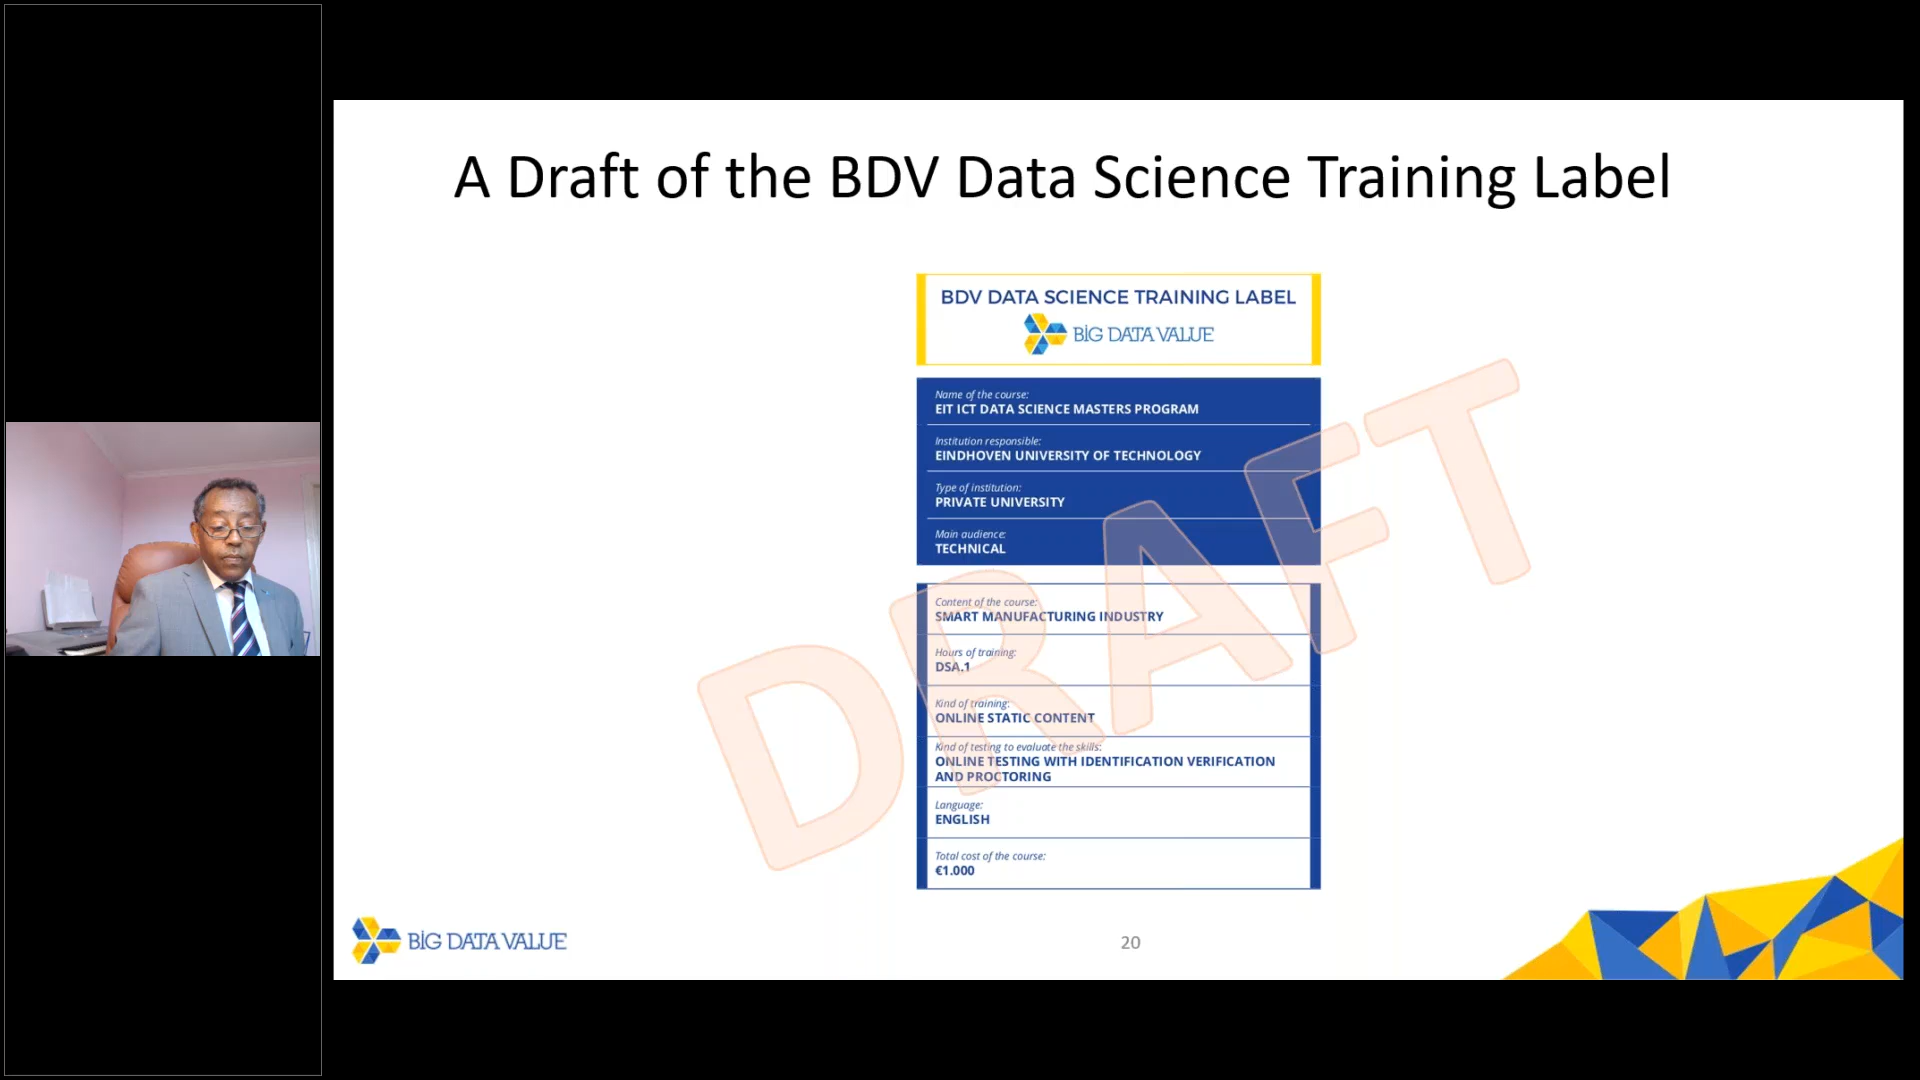 A Draft of the BDV Data Science Training Label
BDV DATA SCIENCE TRAINING LABEL
BIG DATA VALUE
Name of the course:
EIT ICT DATA SCIENCE MASTERS PROGRAM
Institution responsible:
EINDHOVEN UNIVERSITY OF TECHNOLOGY
Type of institution:
PRIVATE UNIVERSITY
Main audience:
TECHNICAL
Content of the course:
SMART MANUFACTURING INDUSTRY
Hours of training:
DSA.1
Kind of training:
ONLINE STATIC CONTENT
Kind of testing to evaluate the skills:
ONLINE TESTING WITH IDENTIFICATION VERIFICATION
AND PROCTORING
Language:
ENGLISH
Total cost of the course:
€1.000
DRAFT
BIG DATA VALUE
20